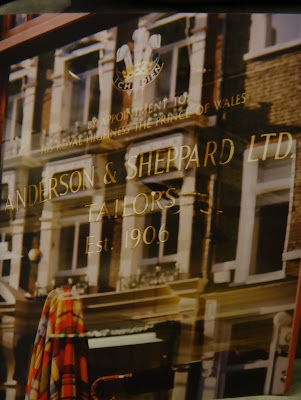 ICH DIEN
BY APPOINTMENT TO
HIS ROYAL HIGHNESS THE PRINCE OF WALES
ANDERSON & SHEPPARD LTD.
TAILORS
Est. 1906